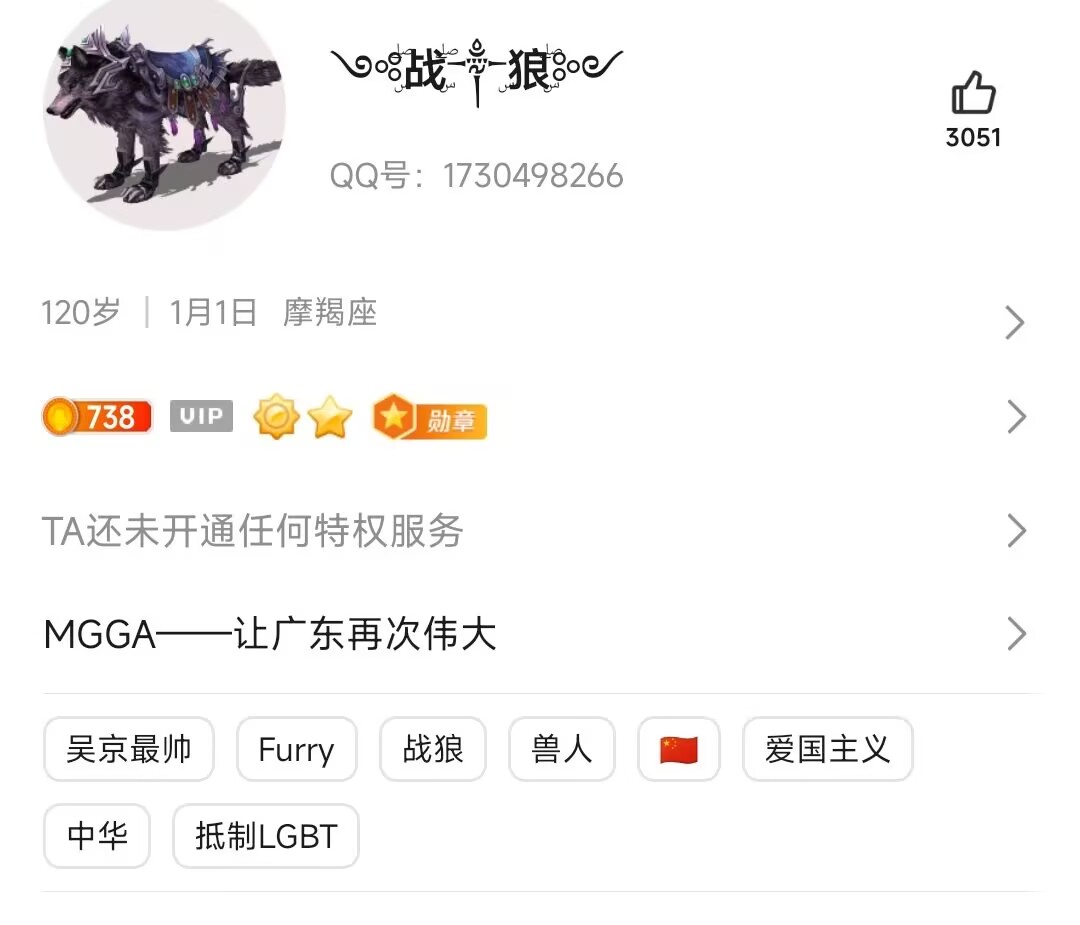 战狼
3051
QQ号：1730498266
120岁 | 1月1日 摩羯座
738 VIP 勋章
TA还未开通任何特权服务
MGGA——让广东再次伟大
吴京最帅 Furry 战狼 兽人 🇨🇳 爱国主义
中华 抵制LGBT